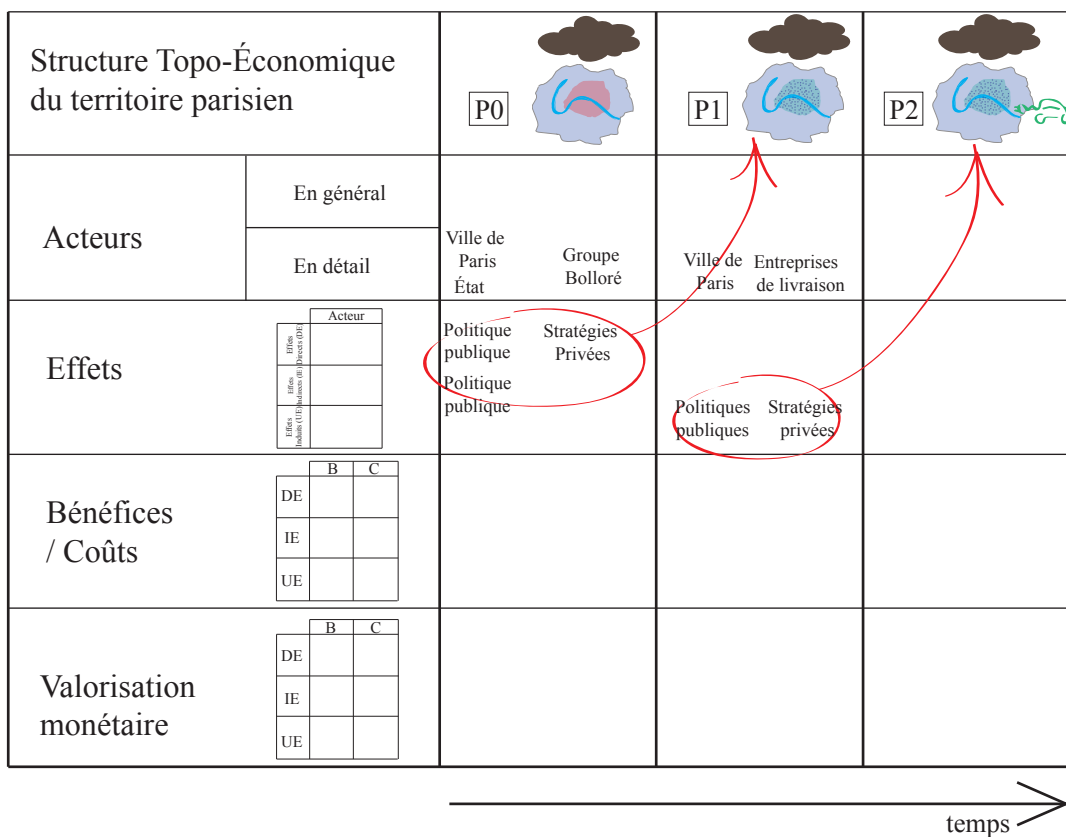 Structure Topo-Économique
du territoire parisien
P0
P1
P2
Acteurs
En général
En détail
Ville de
Paris
État
Groupe
Bolloré
Ville de
Paris
Entreprises
de livraison
Effets
Acteur
Effets
Directs (DE)
Effets
Indirects (IE)
Effets
Induits (UE)
Politique
publique
Politique
publique
Stratégies
Privées
Politiques
publiques
Stratégies
privées
Bénéfices
/ Coûts
B C
DE
IE
UE
Valorisation
monétaire
B C
DE
IE
UE
temps